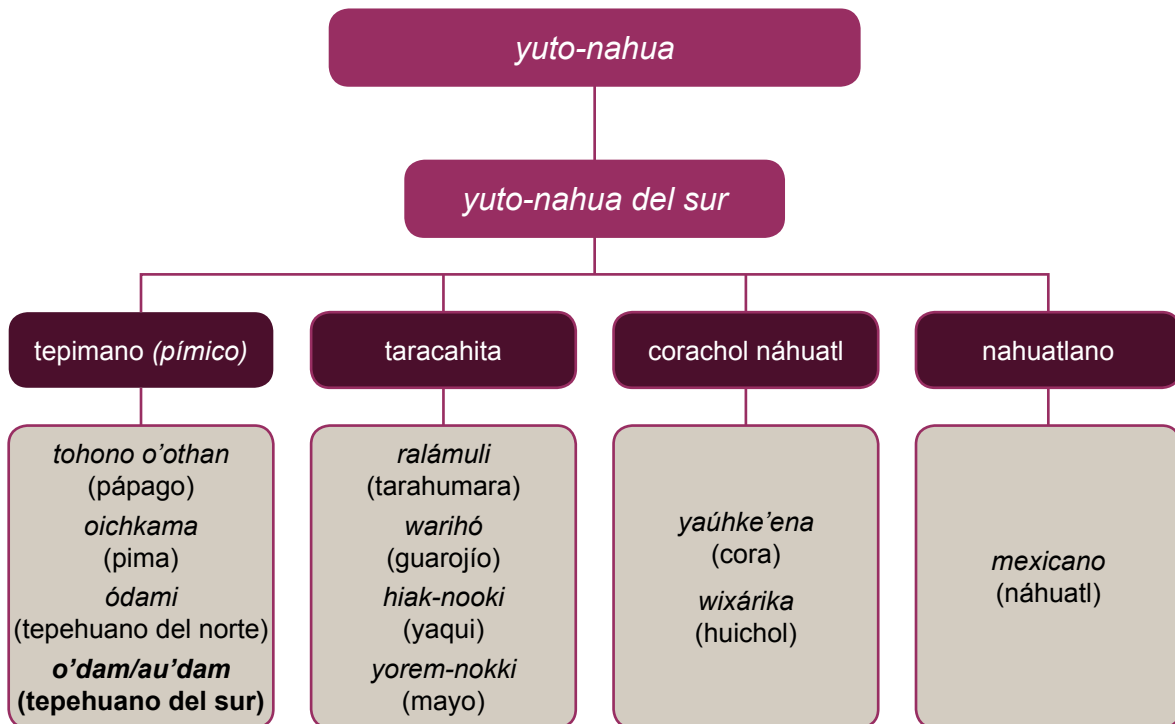 yuto-nahua
yuto-nahua del sur
tepimano (pímico)
taracahita
corachol náhuatl
nahuatlano
tohono o’othan
(pápago)
oichkama
(pima)
ódami
(tepehuano del norte)
o’dam/au’dam
(tepehuano del sur)
ralámuli
(tarahumara)
warihó
(guarojío)
hiak-nooki
(yaqui)
yorem-nokki
(mayo)
yaúhke’ena
(cora)
wixárika
(huichol)
mexicano
(náhuatl)